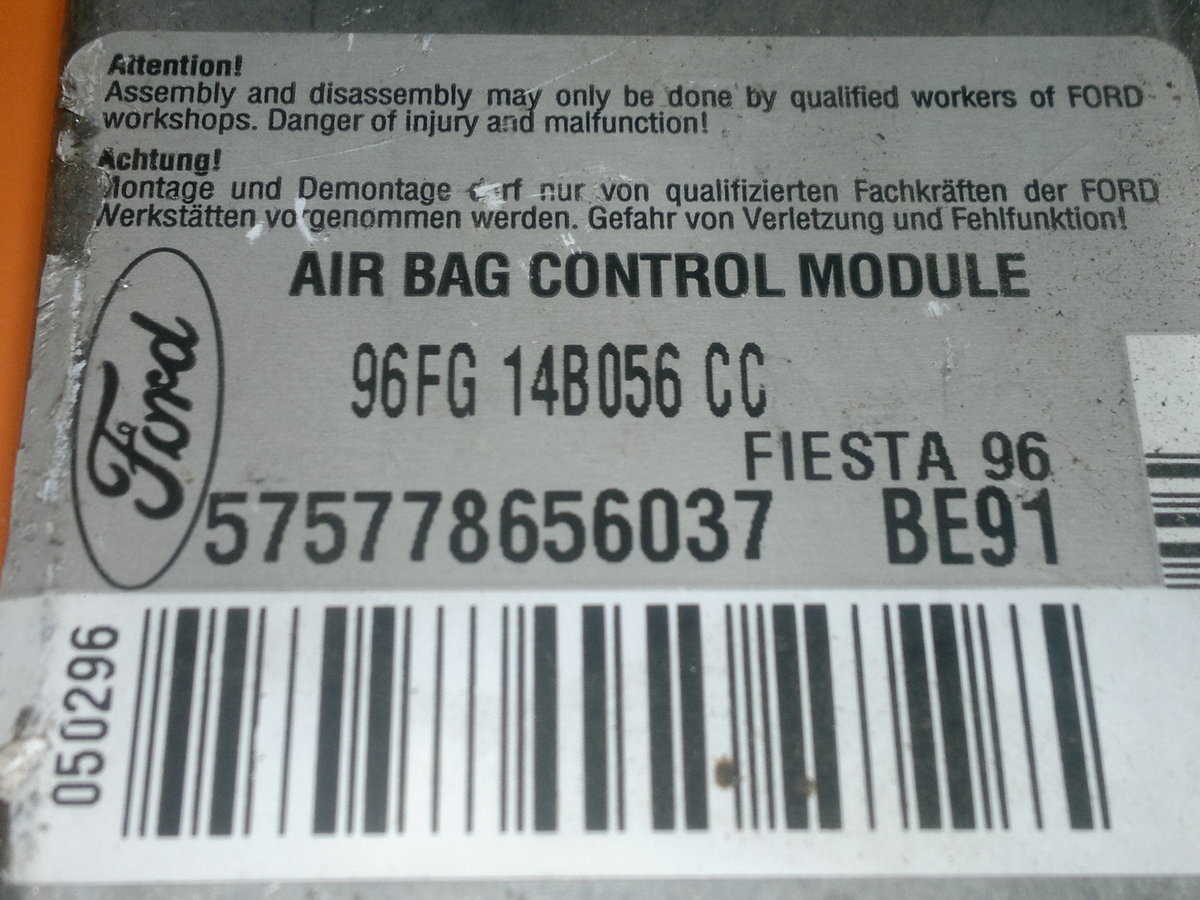 Attention!
Assembly and disassembly may only be done by qualified workers of FORD
workshops. Danger of injury and malfunction!
Achtung!
Montage und Demontage darf nur von qualifizierten Fachkräften der FORD
Werkstätten vorgenommen werden. Gefahr von Verletzung und Fehlfunktion!
AIR BAG CONTROL MODULE
Ford
96FG 14B056 CC
FIESTA 96
575778656037 BE91
050296